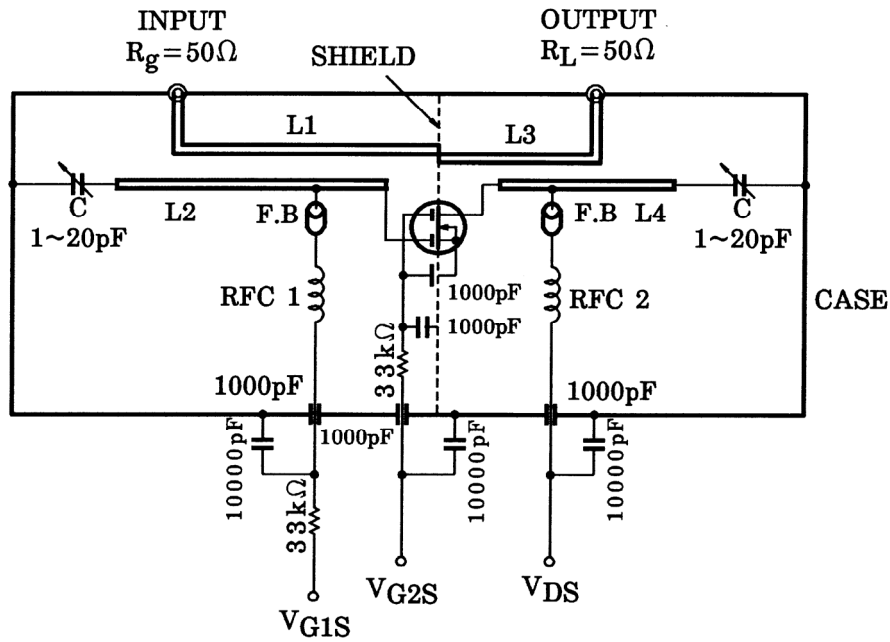 INPUT
Rg=50Ω
OUTPUT
RL=50Ω
SHIELD
L1
L3
C
1~20pF
L2
F.B
F.B
L4
C
1~20pF
RFC 1
1000pF
RFC 2
CASE
1000pF
33kΩ
1000pF
1000pF
1000pF
10000pF
10000pF
10000pF
33kΩ
VG1S
VG2S
VDS